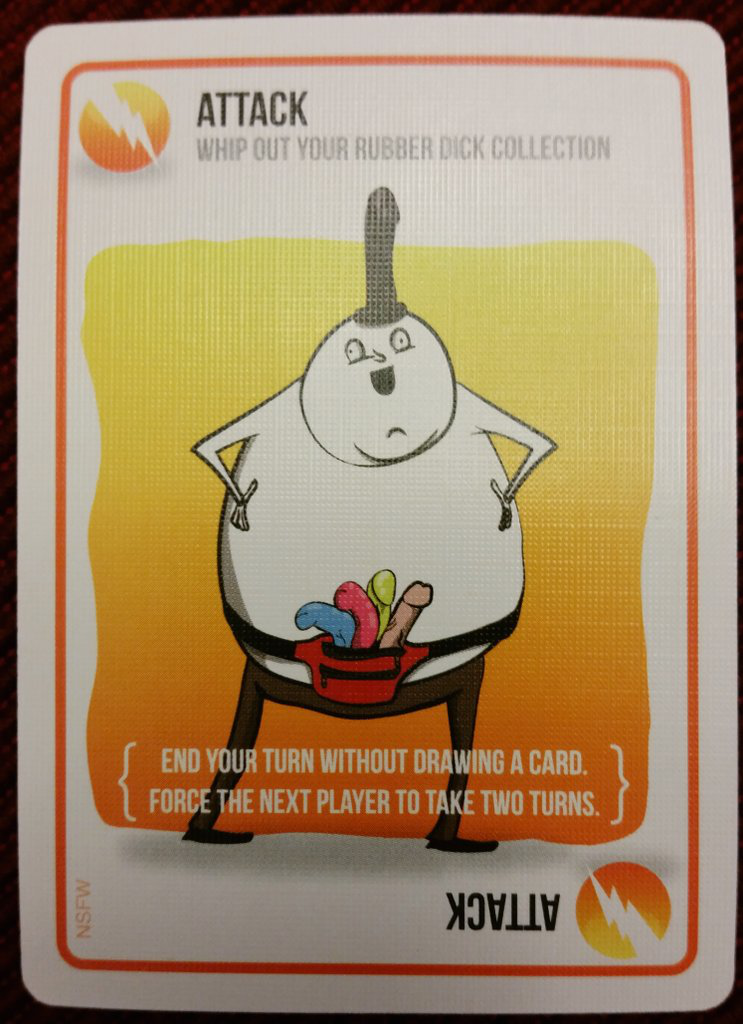 ATTACK
WHIP OUT YOUR RUBBER DICK COLLECTION
END YOUR TURN WITHOUT DRAWING A CARD.
FORCE THE NEXT PLAYER TO TAKE TWO TURNS.
NSFW
ATTACK